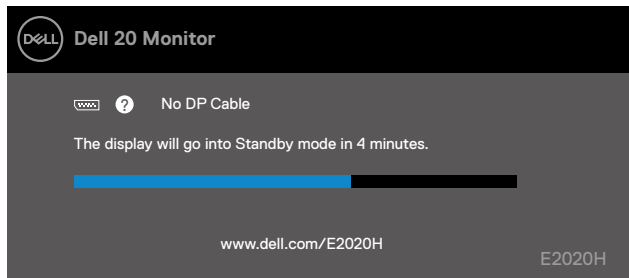 DELL Dell 20 Monitor
? No DP Cable
The display will go into Standby mode in 4 minutes.
www.dell.com/E2020H
E2020H